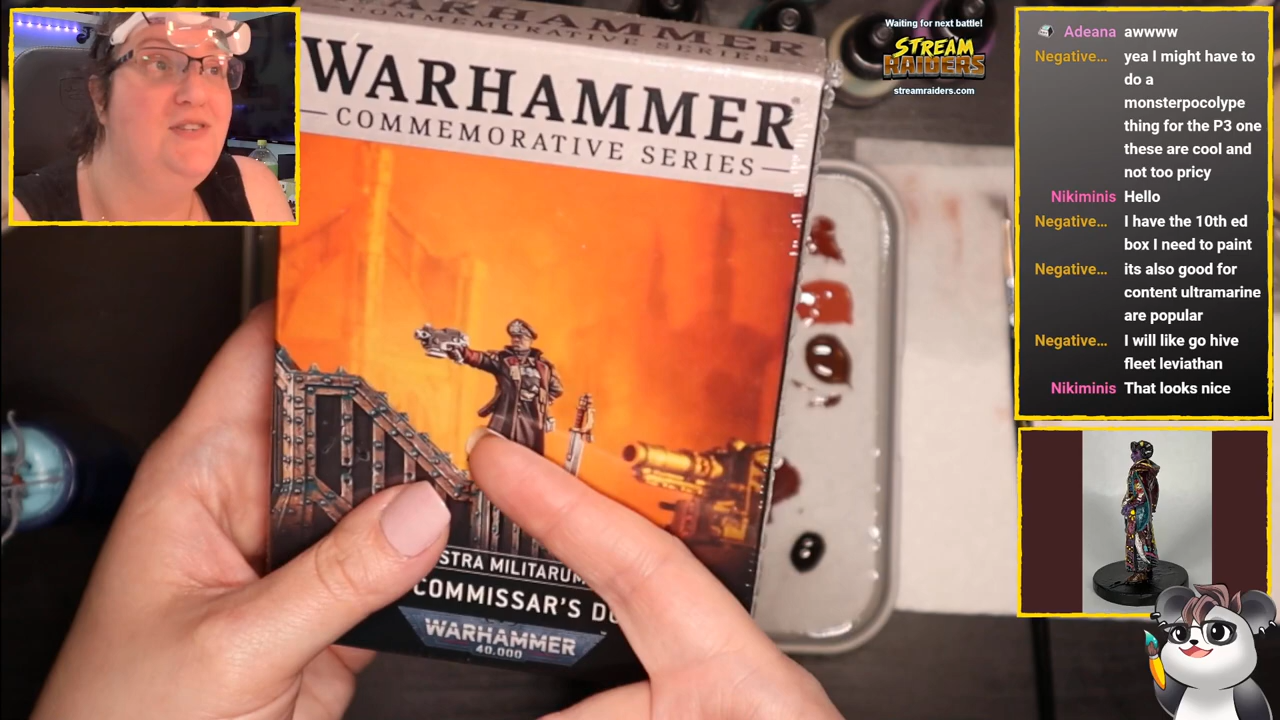 WARHAMMER
COMMEMORATIVE SERIES
WARHAMMER
COMMEMORATIVE SERIES
STRA MILITARUM
COMMISSAR'S DU
WARHAMMER
40,000
Waiting for next battle!
STREAM
RAIDERS
streamraiders.com
Adeana awwww
Negative... yea I might have to
do a
monsterpocolype
thing for the P3 one
these are cool and
not too pricy
Nikiminis Hello
Negative... I have the 10th ed
box I need to paint
Negative... its also good for
content ultramarine
are popular
Negative... I will like go hive
fleet leviathan
Nikiminis That looks nice